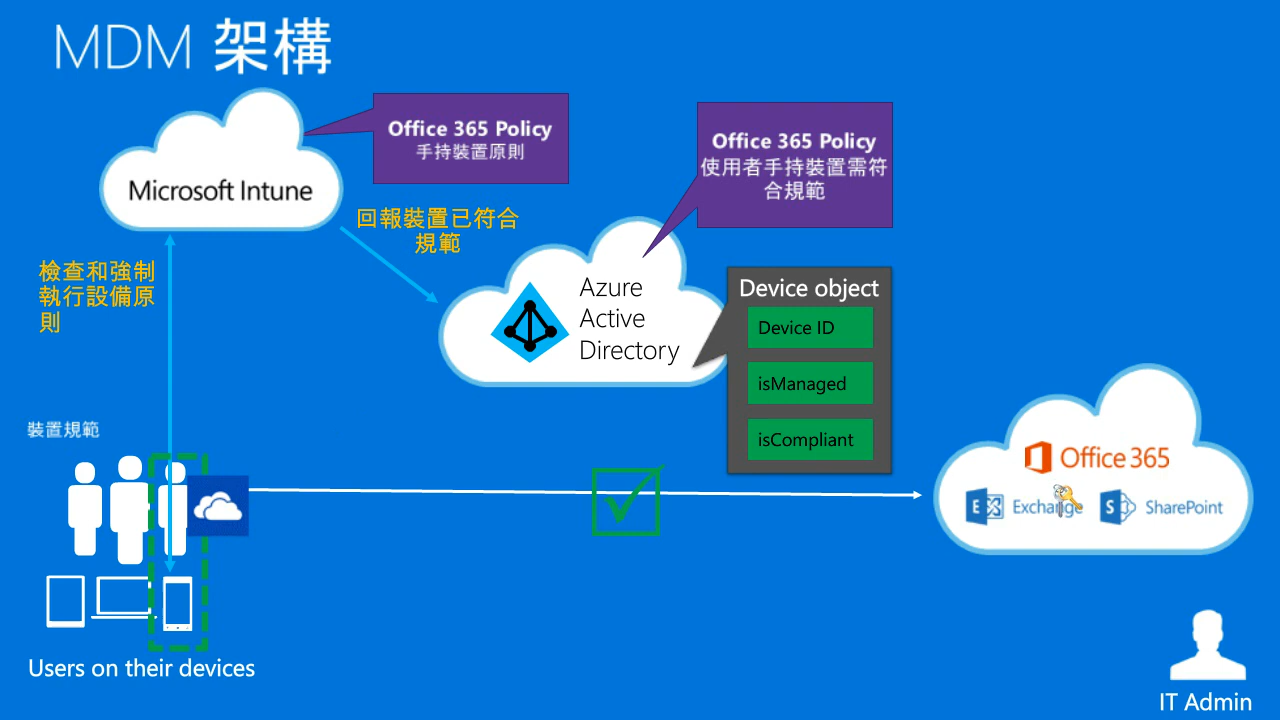 MDM 架構
Office 365 Policy
手持裝置原則
Office 365 Policy
使用者手持裝置需符
合規範
Microsoft Intune
回報裝置已符合
規範
檢查和強制
執行設備原
則
Azure
Active
Directory
Device object
Device ID
isManaged
isCompliant
裝置規範
Office 365
Exchange
SharePoint
Users on their devices
IT Admin